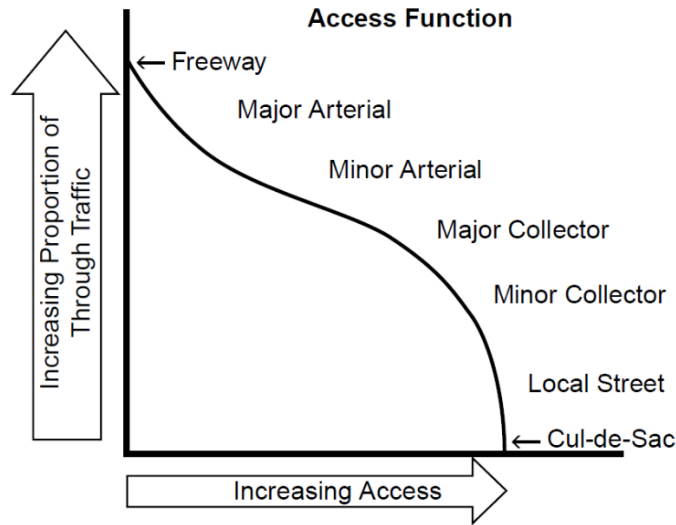 Access Function
← Freeway
Major Arterial
Minor Arterial
Major Collector
Minor Collector
Local Street
← Cul-de-Sac
Increasing Proportion of
Through Traffic
Increasing Access